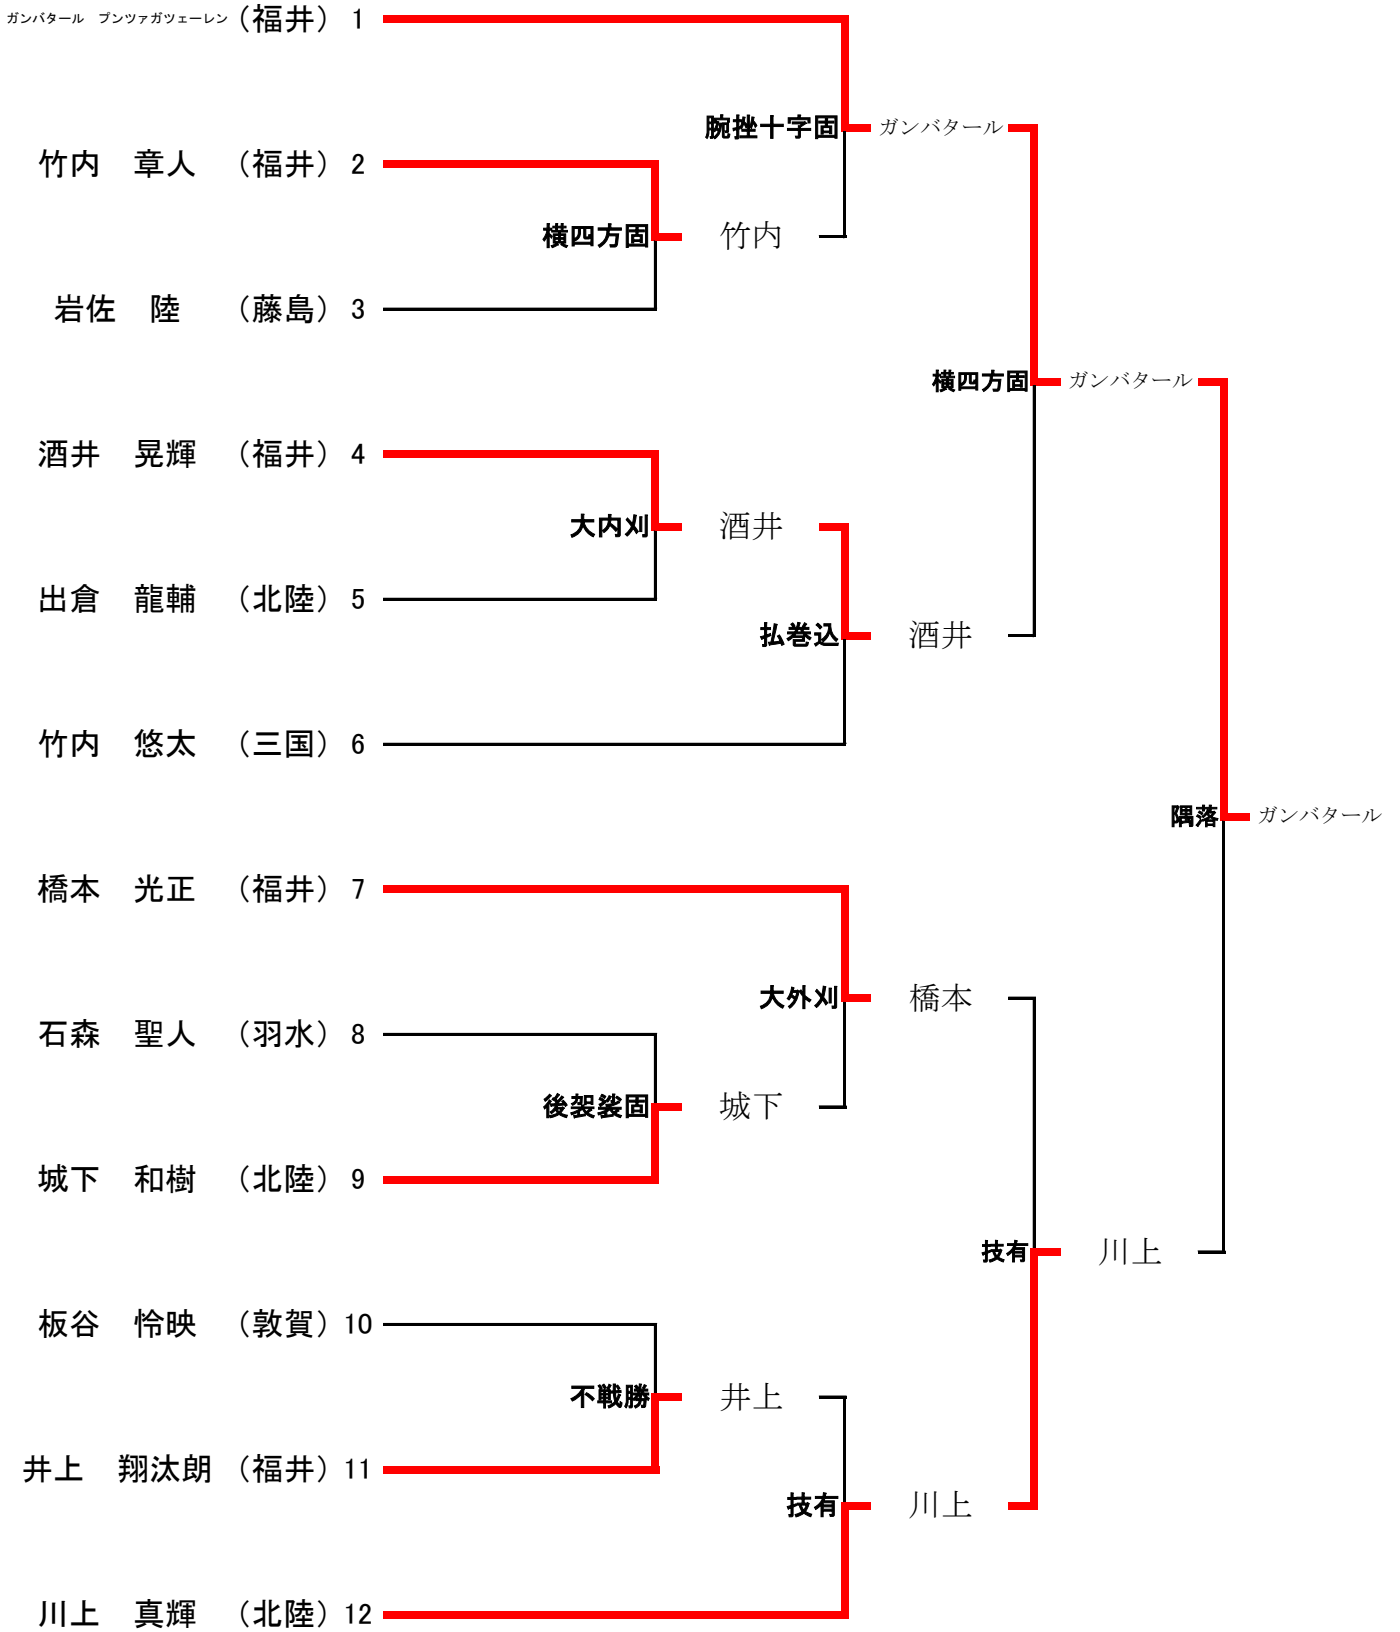 ガンバタール　プンツァガツェーレン（福井） 1
腕挫十字固 ガンバタール
竹内　章人　（福井） 2
横四方固 竹内
岩佐　陸　（藤島） 3
横四方固 ガンバタール
酒井　晃輝　（福井） 4
大内刈 酒井
出倉　龍輔　（北陸） 5
払巻込 酒井
竹内　悠太　（三国） 6
隅落 ガンバタール
橋本　光正　（福井） 7
大外刈 橋本
石森　聖人　（羽水） 8
後袈裟固 城下
城下　和樹　（北陸） 9
技有 川上
板谷　怜映　（敦賀） 10
不戦勝 井上
井上　翔汰朗　（福井） 11
技有 川上
川上　真輝　（北陸） 12